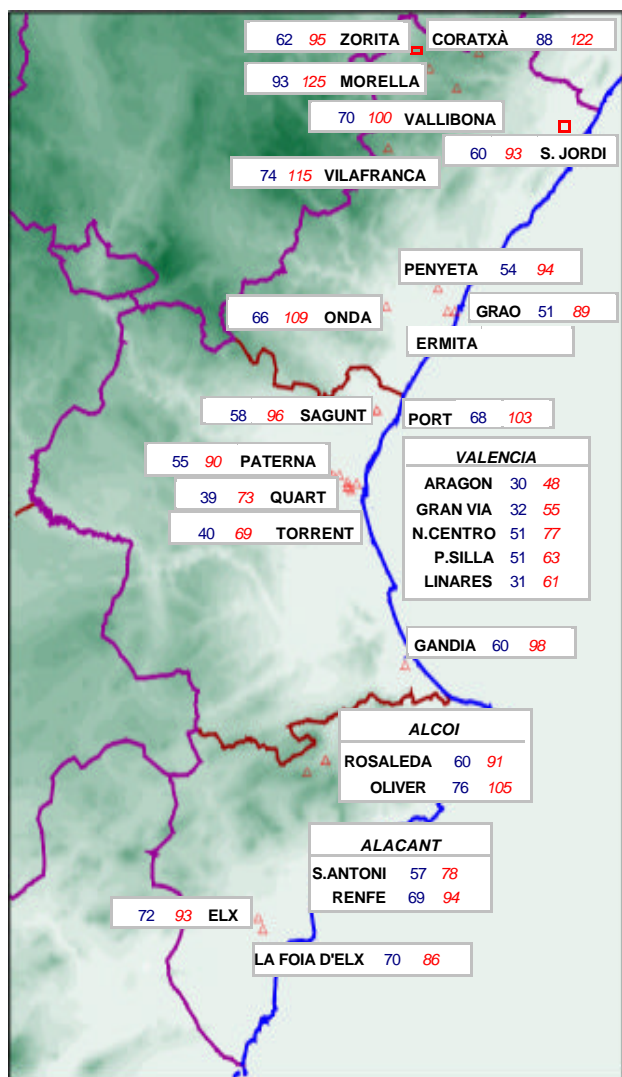 62 95 ZORITA
CORATXÀ 88 122
93 125 MORELLA
70 100 VALLIBONA
60 93 S. JORDI
74 115 VILAFRANCA
PENYETA 54 94
66 109 ONDA
GRAO 51 89
ERMITA
58 96 SAGUNT
PORT 68 103
55 90 PATERNA
39 73 QUART
40 69 TORRENT
VALENCIA
ARAGON 30 48
GRAN VIA 32 55
N.CENTRO 51 77
P.SILLA 51 63
LINARES 31 61
GANDIA 60 98
ALCOI
ROSALEDA 60 91
OLIVER 76 105
ALACANT
S.ANTONI 57 78
RENFE 69 94
72 93 ELX
LA FOIA D'ELX 70 86